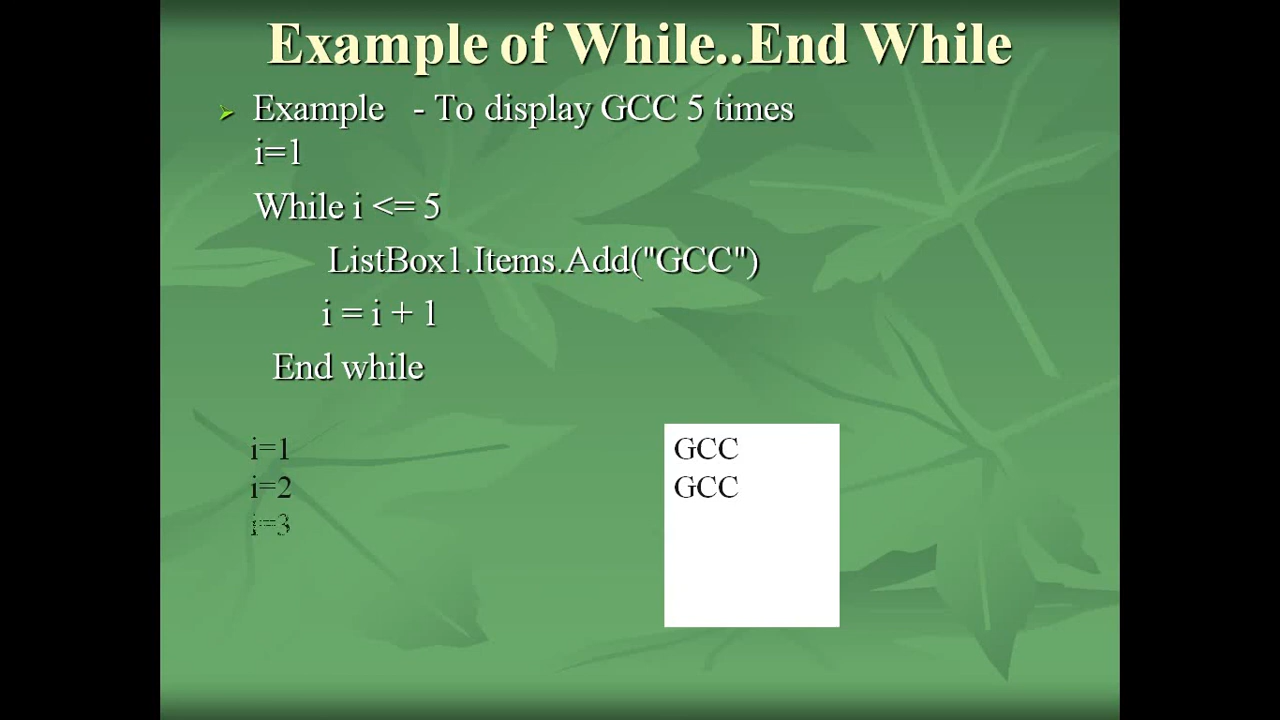 Example of While..End While
Example - To display GCC 5 times
i=1
While i <= 5
ListBox1.Items.Add("GCC")
i = i + 1
End while
i=1
i=2
i=3
GCC
GCC